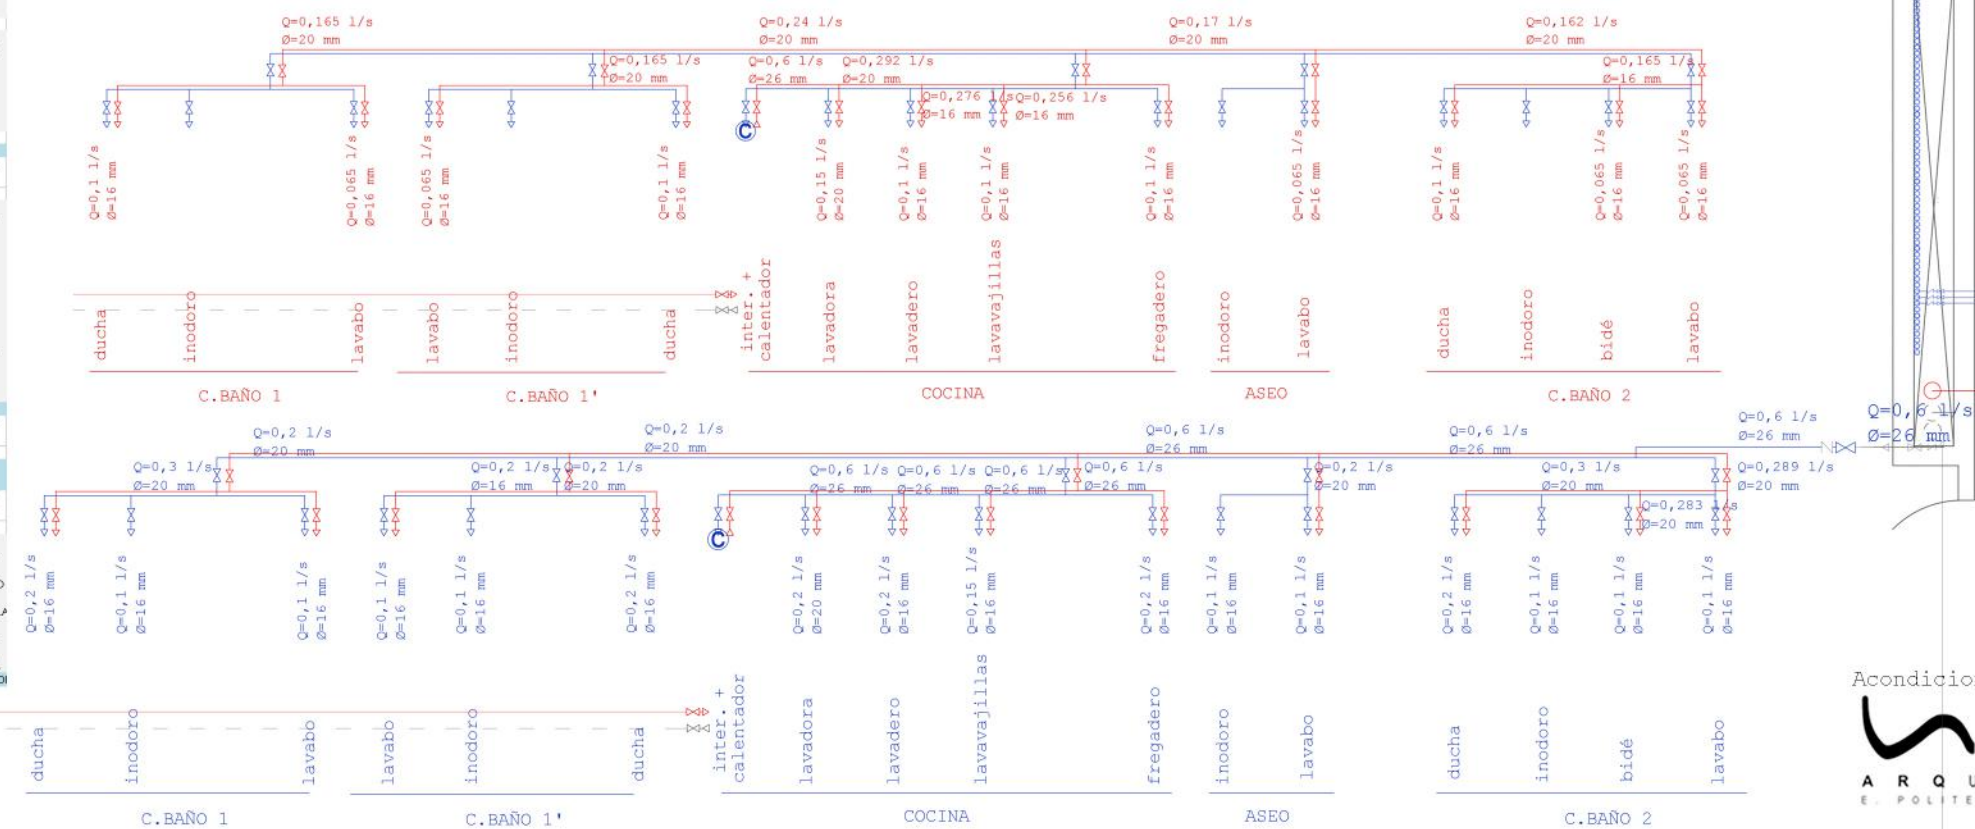 Q=0,165 l/s
Ø=20 mm
Q=0,24 l/s
Ø=20 mm
Q=0,17 l/s
Ø=20 mm
Q=0,162 l/s
Ø=20 mm
Q=0,165 l/s
Ø=20 mm
Q=0,6 l/s
Ø=26 mm
Q=0,292 l/s
Ø=20 mm
Q=0,165 l/s
Ø=16 mm
Q=0,276 l/s
Ø=16 mm
Q=0,256 l/s
Ø=16 mm
C
Q=0,1 l/s
Ø=16 mm
Q=0,065 l/s
Ø=16 mm
Q=0,065 l/s
Ø=16 mm
Q=0,1 l/s
Ø=16 mm
Q=0,15 l/s
Ø=20 mm
Q=0,1 l/s
Ø=16 mm
Q=0,1 l/s
Ø=16 mm
Q=0,1 l/s
Ø=16 mm
Q=0,065 l/s
Ø=16 mm
Q=0,1 l/s
Ø=16 mm
Q=0,065 l/s
Ø=16 mm
Q=0,065 l/s
Ø=16 mm
ducha
inodoro
lavabo
lavabo
inodoro
ducha
inter. +
calentador
lavadora
lavadero
lavavajillas
fregadero
inodoro
lavabo
ducha
inodoro
bidé
lavabo
C.BAÑO 1
C.BAÑO 1'
COCINA
ASEO
C.BAÑO 2
Q=0,2 l/s
Ø=20 mm
Q=0,2 l/s
Ø=20 mm
Q=0,6 l/s
Ø=26 mm
Q=0,6 l/s
Ø=26 mm
Q=0,6 l/s
Ø=26 mm
Q=0,6 l/s
Ø=26 mm
Q=0,3 l/s
Ø=20 mm
Q=0,2 l/s
Ø=16 mm
Q=0,2 l/s
Ø=20 mm
Q=0,6 l/s
Ø=26 mm
Q=0,6 l/s
Ø=26 mm
Q=0,6 l/s
Ø=26 mm
Q=0,6 l/s
Ø=26 mm
Q=0,2 l/s
Ø=20 mm
Q=0,3 l/s
Ø=20 mm
Q=0,289 l/s
Ø=20 mm
Q=0,283 l/s
Ø=20 mm
C
Q=0,2 l/s
Ø=16 mm
Q=0,1 l/s
Ø=16 mm
Q=0,1 l/s
Ø=16 mm
Q=0,1 l/s
Ø=16 mm
Q=0,1 l/s
Ø=16 mm
Q=0,2 l/s
Ø=16 mm
Q=0,2 l/s
Ø=20 mm
Q=0,2 l/s
Ø=16 mm
Q=0,15 l/s
Ø=16 mm
Q=0,2 l/s
Ø=16 mm
Q=0,1 l/s
Ø=16 mm
Q=0,1 l/s
Ø=16 mm
Q=0,2 l/s
Ø=16 mm
Q=0,1 l/s
Ø=16 mm
Q=0,1 l/s
Ø=16 mm
Q=0,1 l/s
Ø=16 mm
ducha
inodoro
lavabo
lavabo
inodoro
ducha
inter. +
calentador
lavadora
lavadero
lavavajillas
fregadero
inodoro
lavabo
ducha
inodoro
bidé
lavabo
C.BAÑO 1
C.BAÑO 1'
COCINA
ASEO
C.BAÑO 2
Acondicio
ARQU
E. POLITE